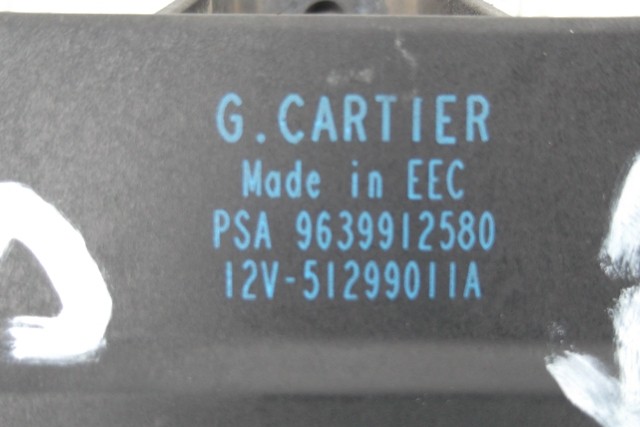 G.CARTIER
Made in EEC
PSA 9639912580
12V-51299011A